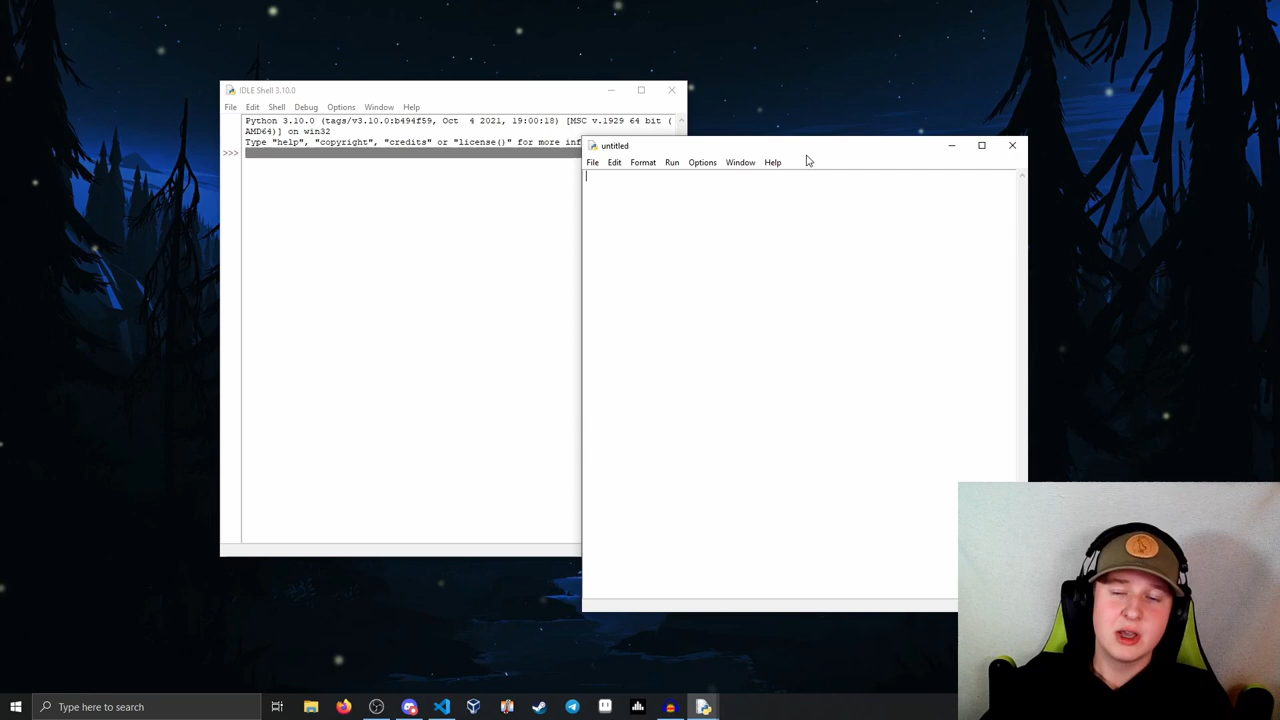 IDLE Shell 3.10.0
File Edit Shell Debug Options Window Help
Python 3.10.0 (tags/v3.10.0:b494f59, Oct  4 2021, 19:00:18) [MSC v.1929 64 bit (
AMD64)] on win32
Type "help", "copyright", "credits" or "license()" for more inf
>>>
untitled
File Edit Format Run Options Window Help
Type here to search